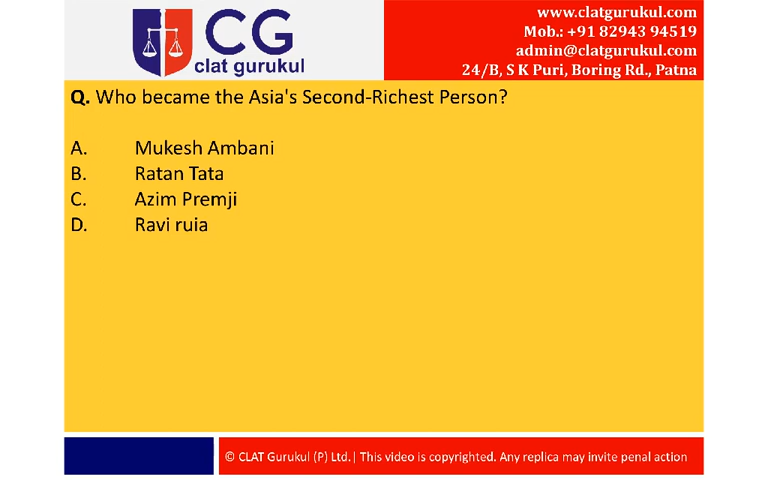 CG
clat gurukul
www.clatgurukul.com
Mob.: +91 82943 94519
admin@clatgurukul.com
24/B, S K Puri, Boring Rd., Patna
Q. Who became the Asia's Second-Richest Person?
A. Mukesh Ambani
B. Ratan Tata
C. Azim Premji
D. Ravi ruia
© CLAT Gurukul (P) Ltd.| This video is copyrighted. Any replica may invite penal action